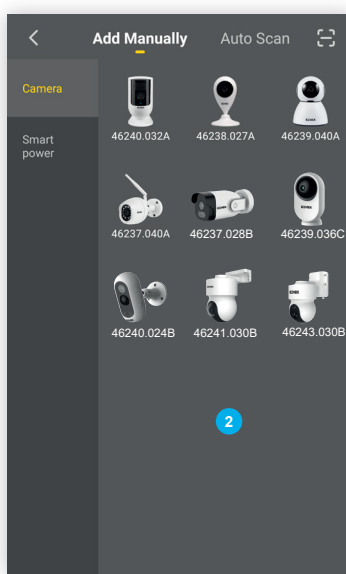 Add Manually
Auto Scan
Camera
Smart
power
46240.032A
46238.027A
46239.040A
46237.040A
46237.028B
46239.036C
46240.024B
46241.030B
46243.030B
2